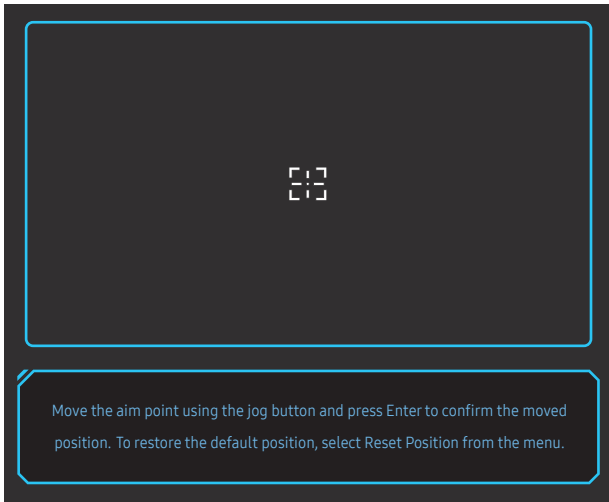 Move the aim point using the jog button and press Enter to confirm the moved
position. To restore the default position, select Reset Position from the menu.